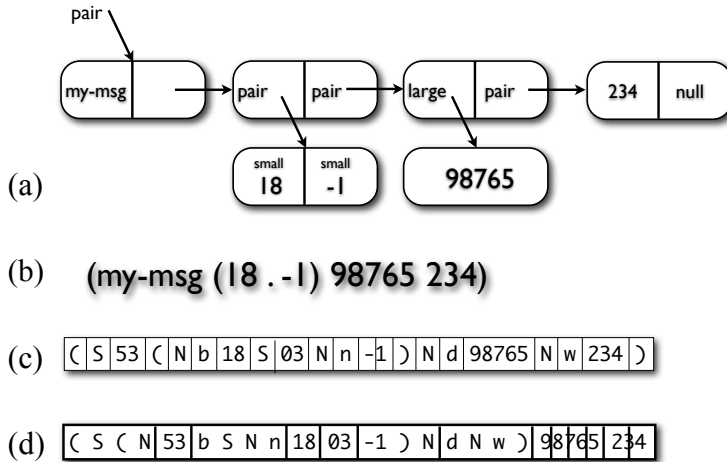 pair
my-msg pair pair large pair 234 null
small small
18 -1 98765
(a)
(b) (my-msg (18 . -1) 98765 234)
(c) ( S 53 ( N b 18 S 03 N n -1 ) N d 98765 N w 234 )
(d) ( S ( N 53 b S N n 18 03 -1 ) N d N w ) 98765 234